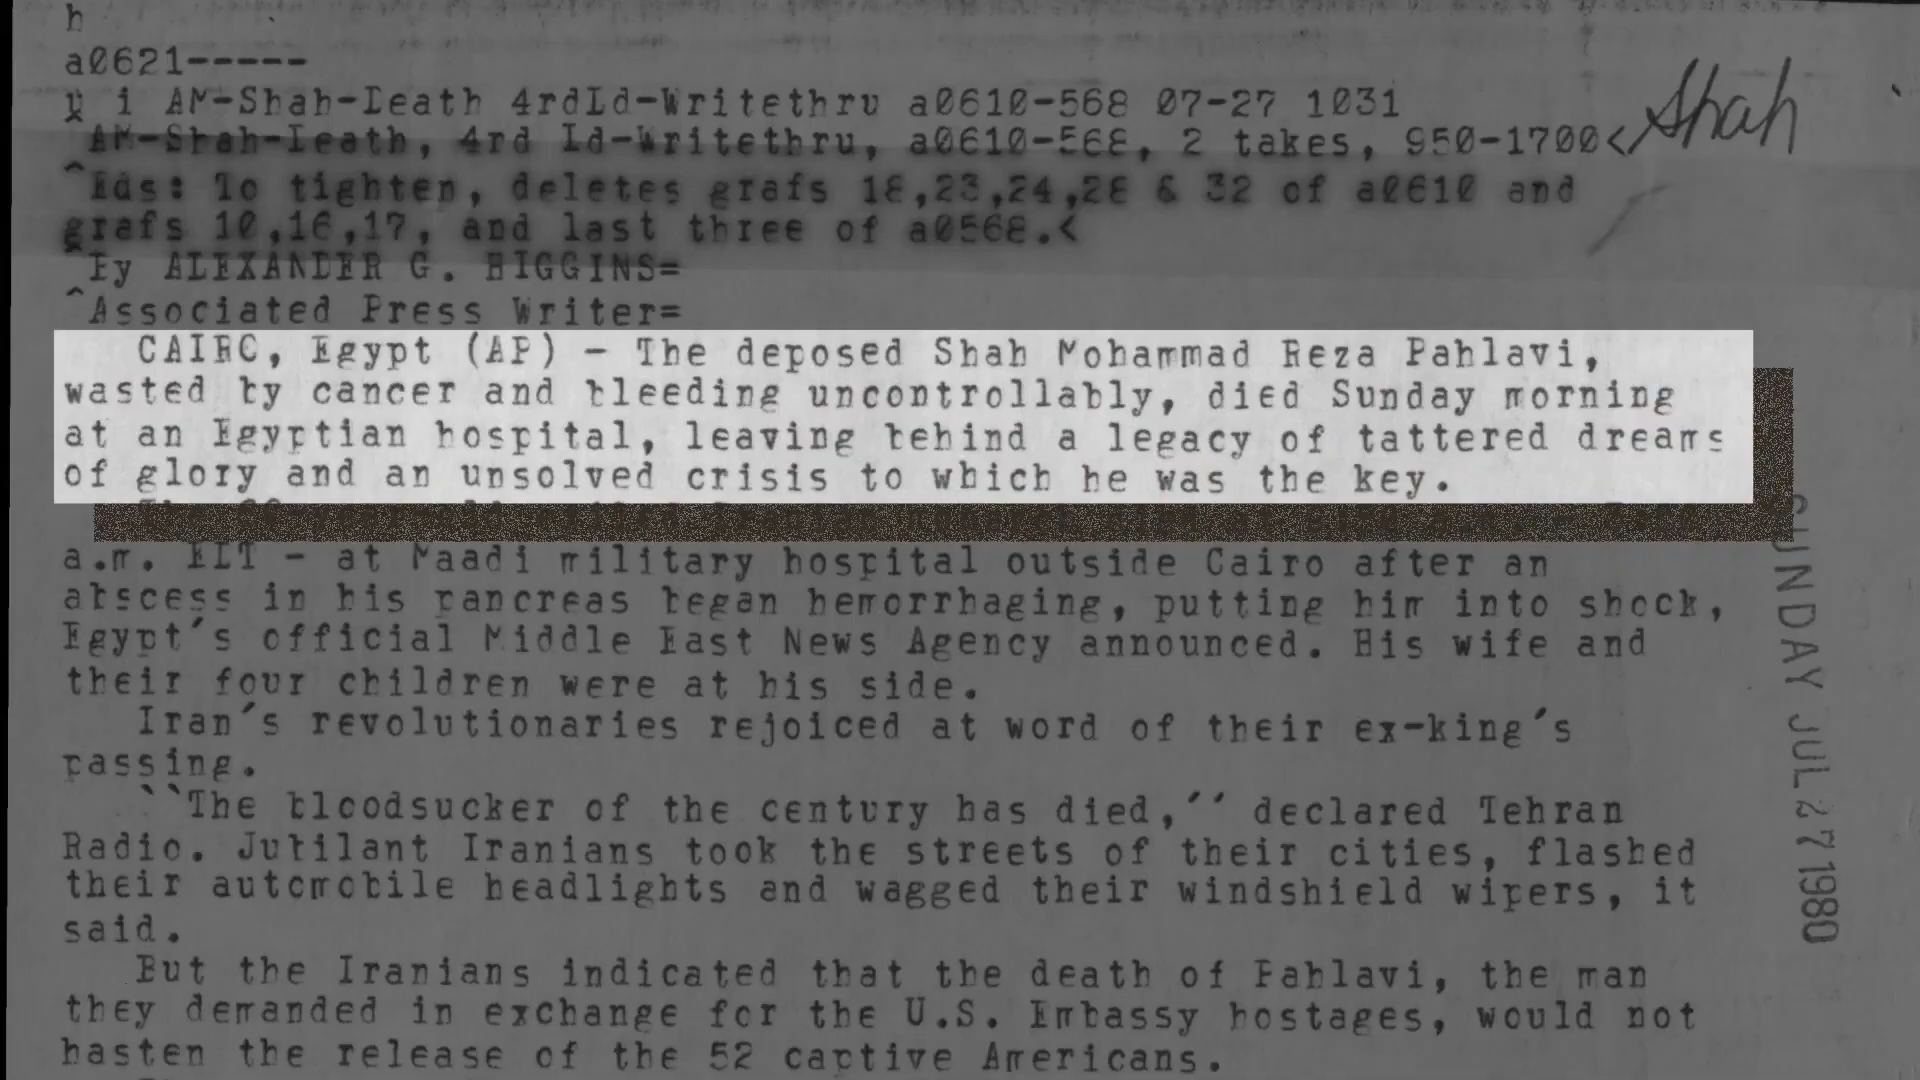 h
a0621-----
y i AM-Shah-Death 4rdLd-Writethru a0610-568 07-27 1031
AM-Shah-Death, 4rd Ld-Writethru, a0610-568, 2 takes, 950-1700<
Shah
^Eds: To tighten, deletes grafs 18,23,24,28 & 32 of a0610 and
grafs 10,16,17, and last three of a0568.<
^By ALEXANDER G. HIGGINS=
^Associated Press Writer=
CAIRO, Egypt (AP) - The deposed Shah Mohammad Reza Pahlavi,
wasted by cancer and bleeding uncontrollably, died Sunday morning
at an Egyptian hospital, leaving behind a legacy of tattered dreams
of glory and an unsolved crisis to which he was the key.
a.m. EDT - at Maadi military hospital outside Cairo after an
abscess in his pancreas began hemorrhaging, putting him into shock,
Egypt's official Middle East News Agency announced. His wife and
their four children were at his side.
Iran's revolutionaries rejoiced at word of their ex-king's
passing.
``The bloodsucker of the century has died,'' declared Tehran
Radio. Jubilant Iranians took the streets of their cities, flashed
their automobile headlights and wagged their windshield wipers, it
said.
But the Iranians indicated that the death of Pahlavi, the man
they demanded in exchange for the U.S. Embassy hostages, would not
hasten the release of the 52 captive Americans.
SUNDAY JUL 27 1980